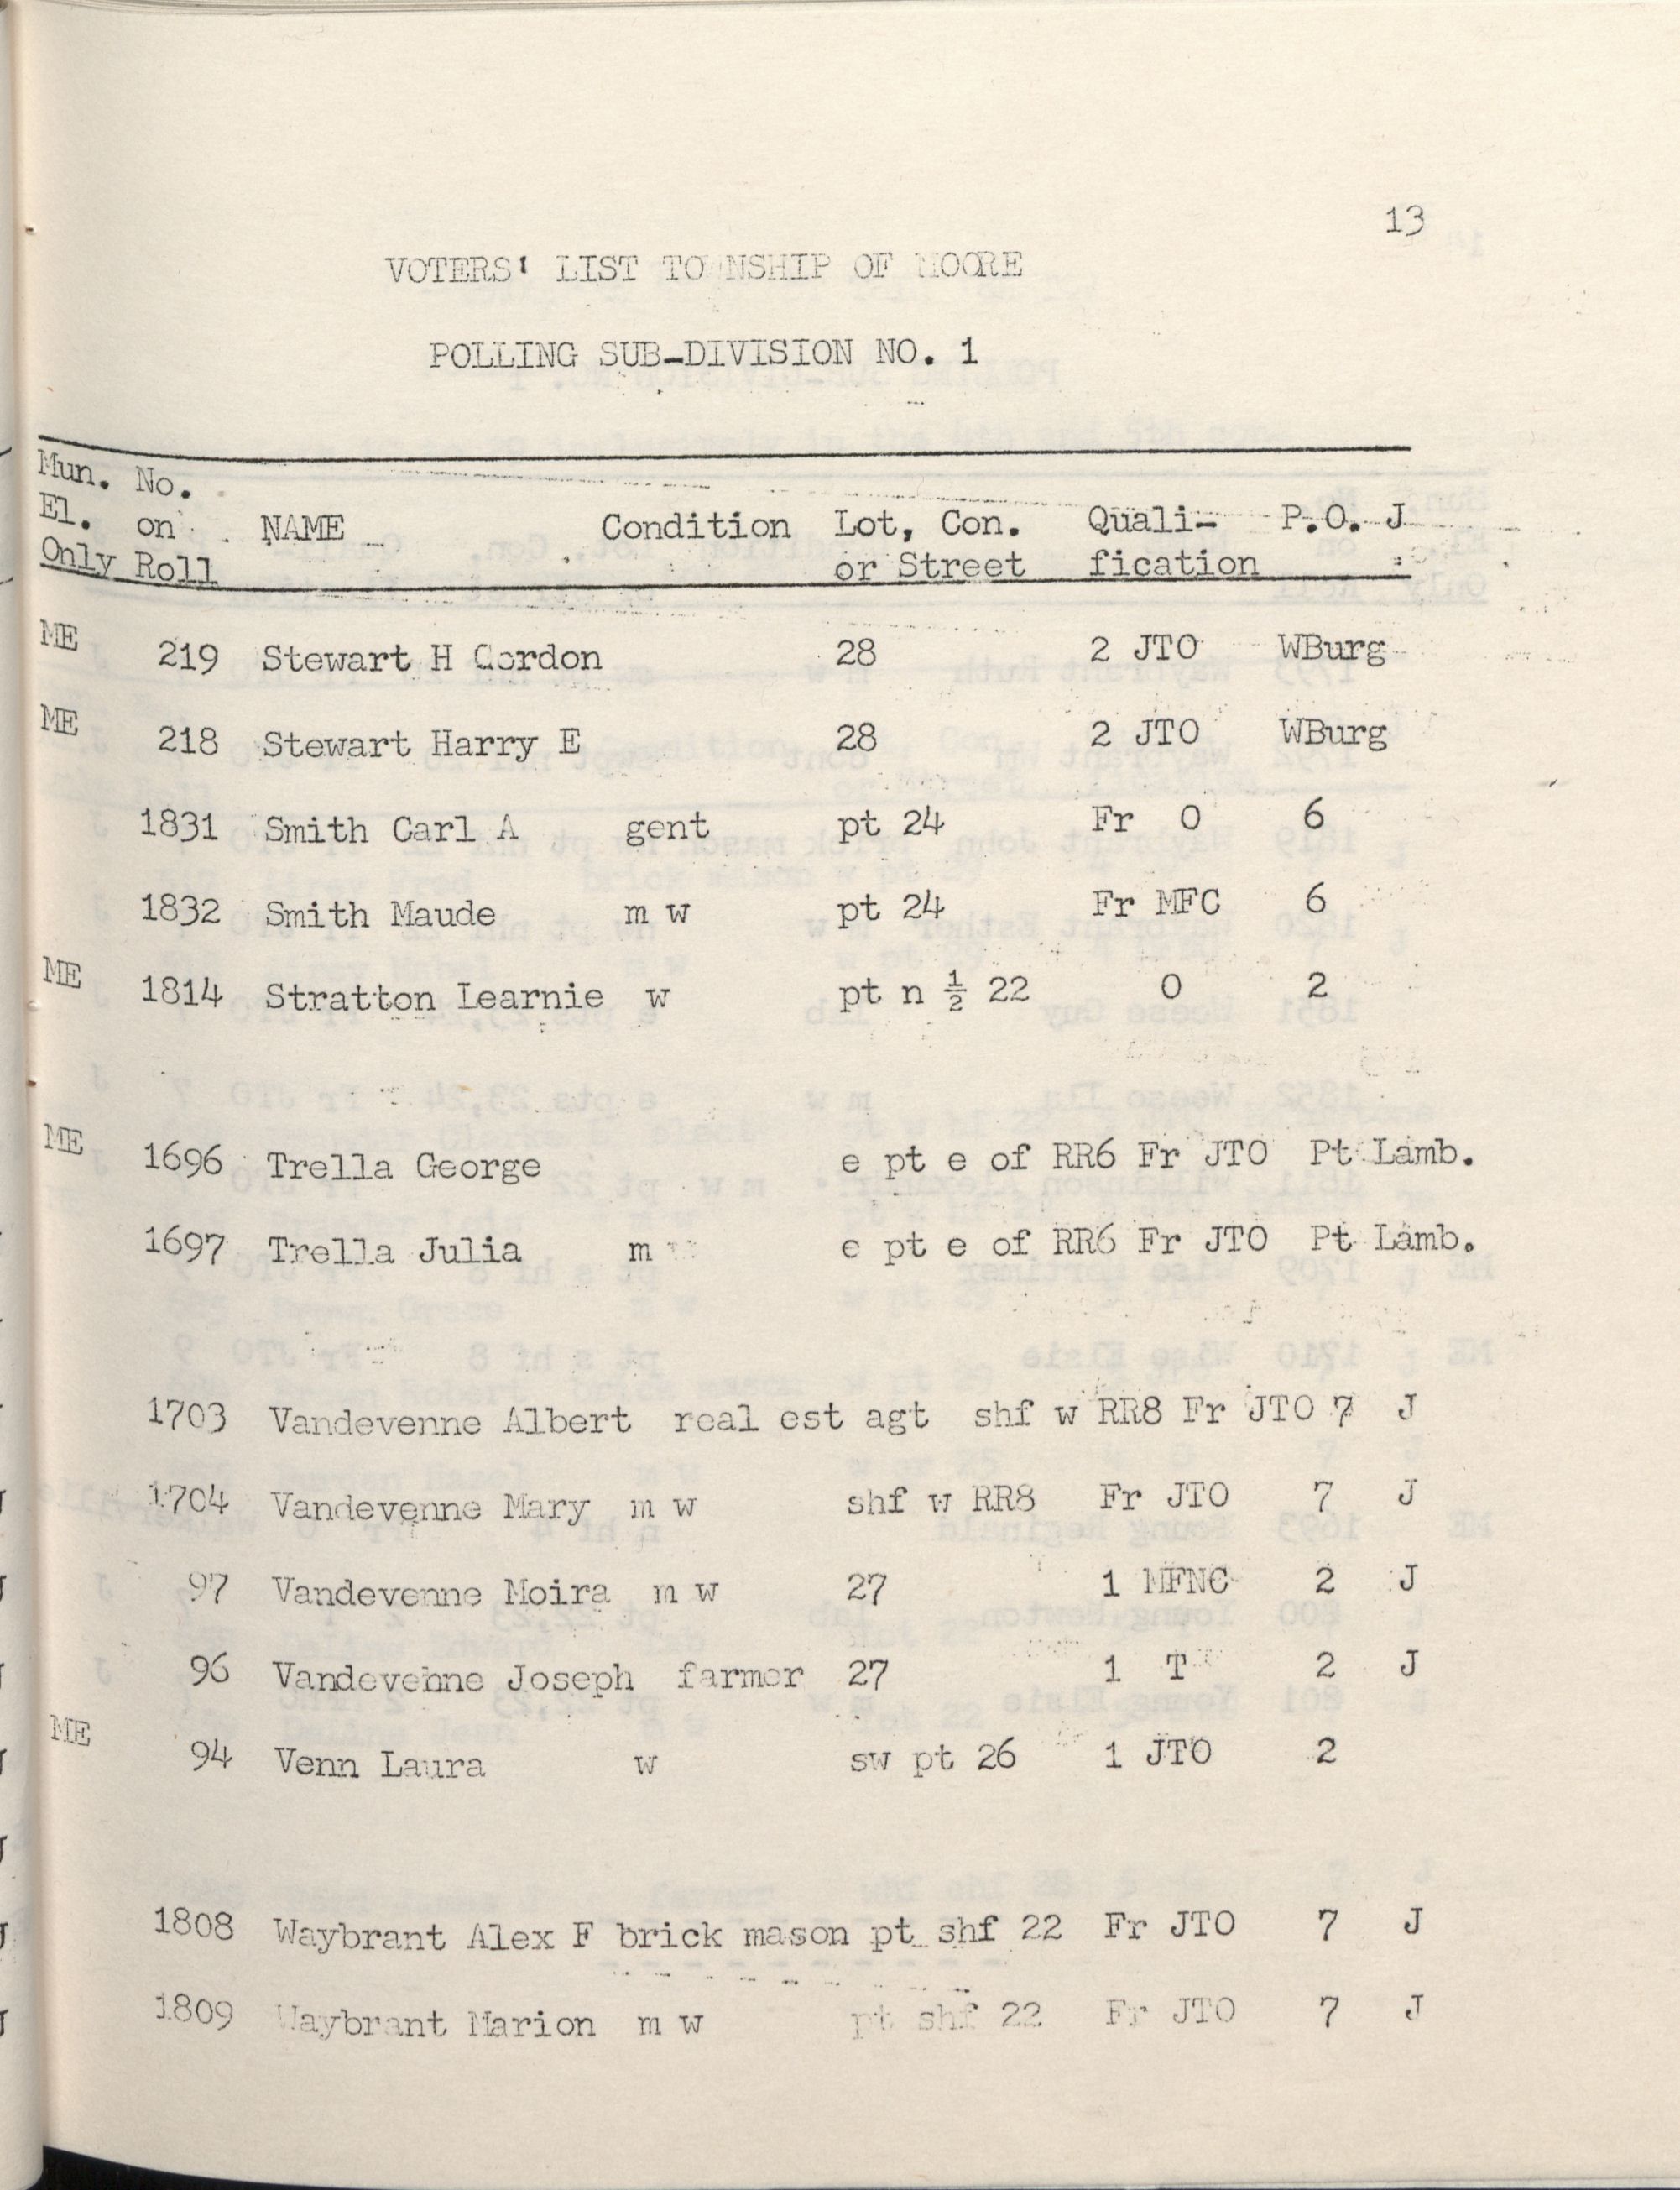 13
VOTERS' LIST TOWNSHIP OF MOORE
POLLING SUB-DIVISION NO. 1
Mun. No.
El. on NAME Condition Lot, Con. Quali- P.O. J
Only Roll or Street fication
ME 219 Stewart H Gordon 28 2 JTO WBurg
ME 218 Stewart Harry E 28 2 JTO WBurg
1831 Smith Carl A gent pt 24 Fr O 6
1832 Smith Maude m w pt 24 Fr MFC 6
ME 1814 Stratton Learnie w pt n ½ 22 O 2
ME 1696 Trella George e pt e of RR6 Fr JTO Pt Lamb.
1697 Trella Julia m w e pt e of RR6 Fr JTO Pt Lamb.
1703 Vandevenne Albert real est agt shf w RR8 Fr JTO 7 J
1704 Vandevenne Mary m w shf w RR8 Fr JTO 7 J
97 Vandevenne Moira m w 27 1 MFNC 2 J
96 Vandevenne Joseph farmer 27 1 T 2 J
ME 94 Venn Laura w sw pt 26 1 JTO 2
1808 Waybrant Alex F brick mason pt shf 22 Fr JTO 7 J
1809 Waybrant Marion m w pt shf 22 Fr JTO 7 J